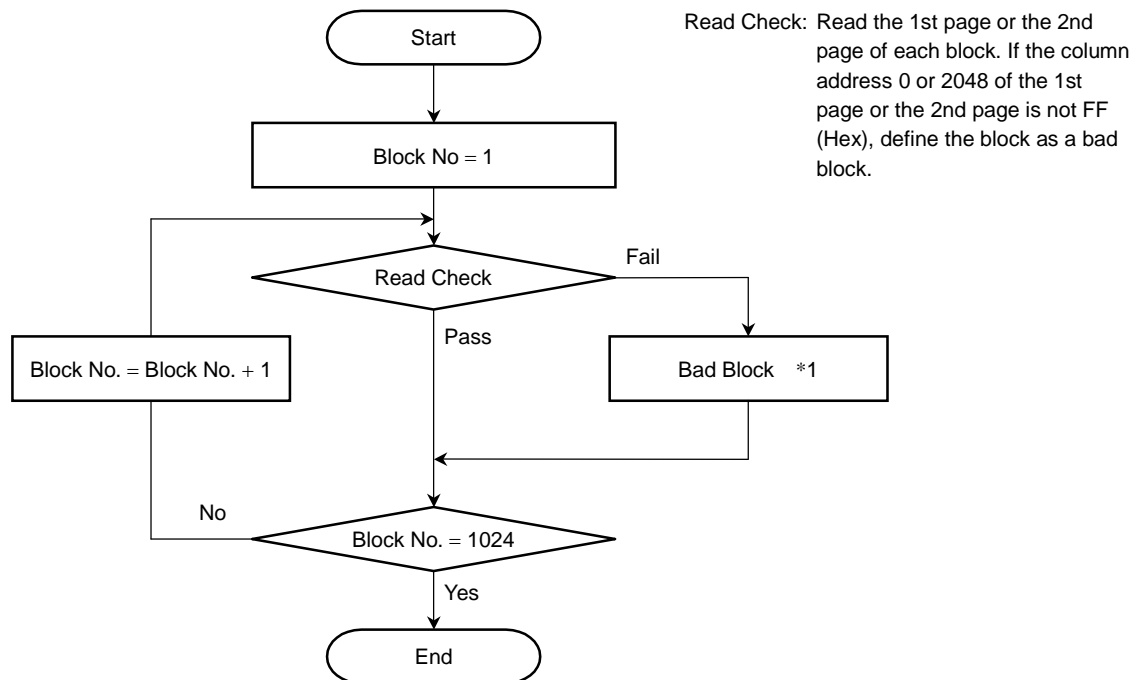 Start
Read Check: Read the 1st page or the 2nd
page of each block. If the column
address 0 or 2048 of the 1st
page or the 2nd page is not FF
(Hex), define the block as a bad
block.
Block No = 1
Read Check
Fail
Pass
Block No. = Block No. + 1
Bad Block *1
No
Block No. = 1024
Yes
End